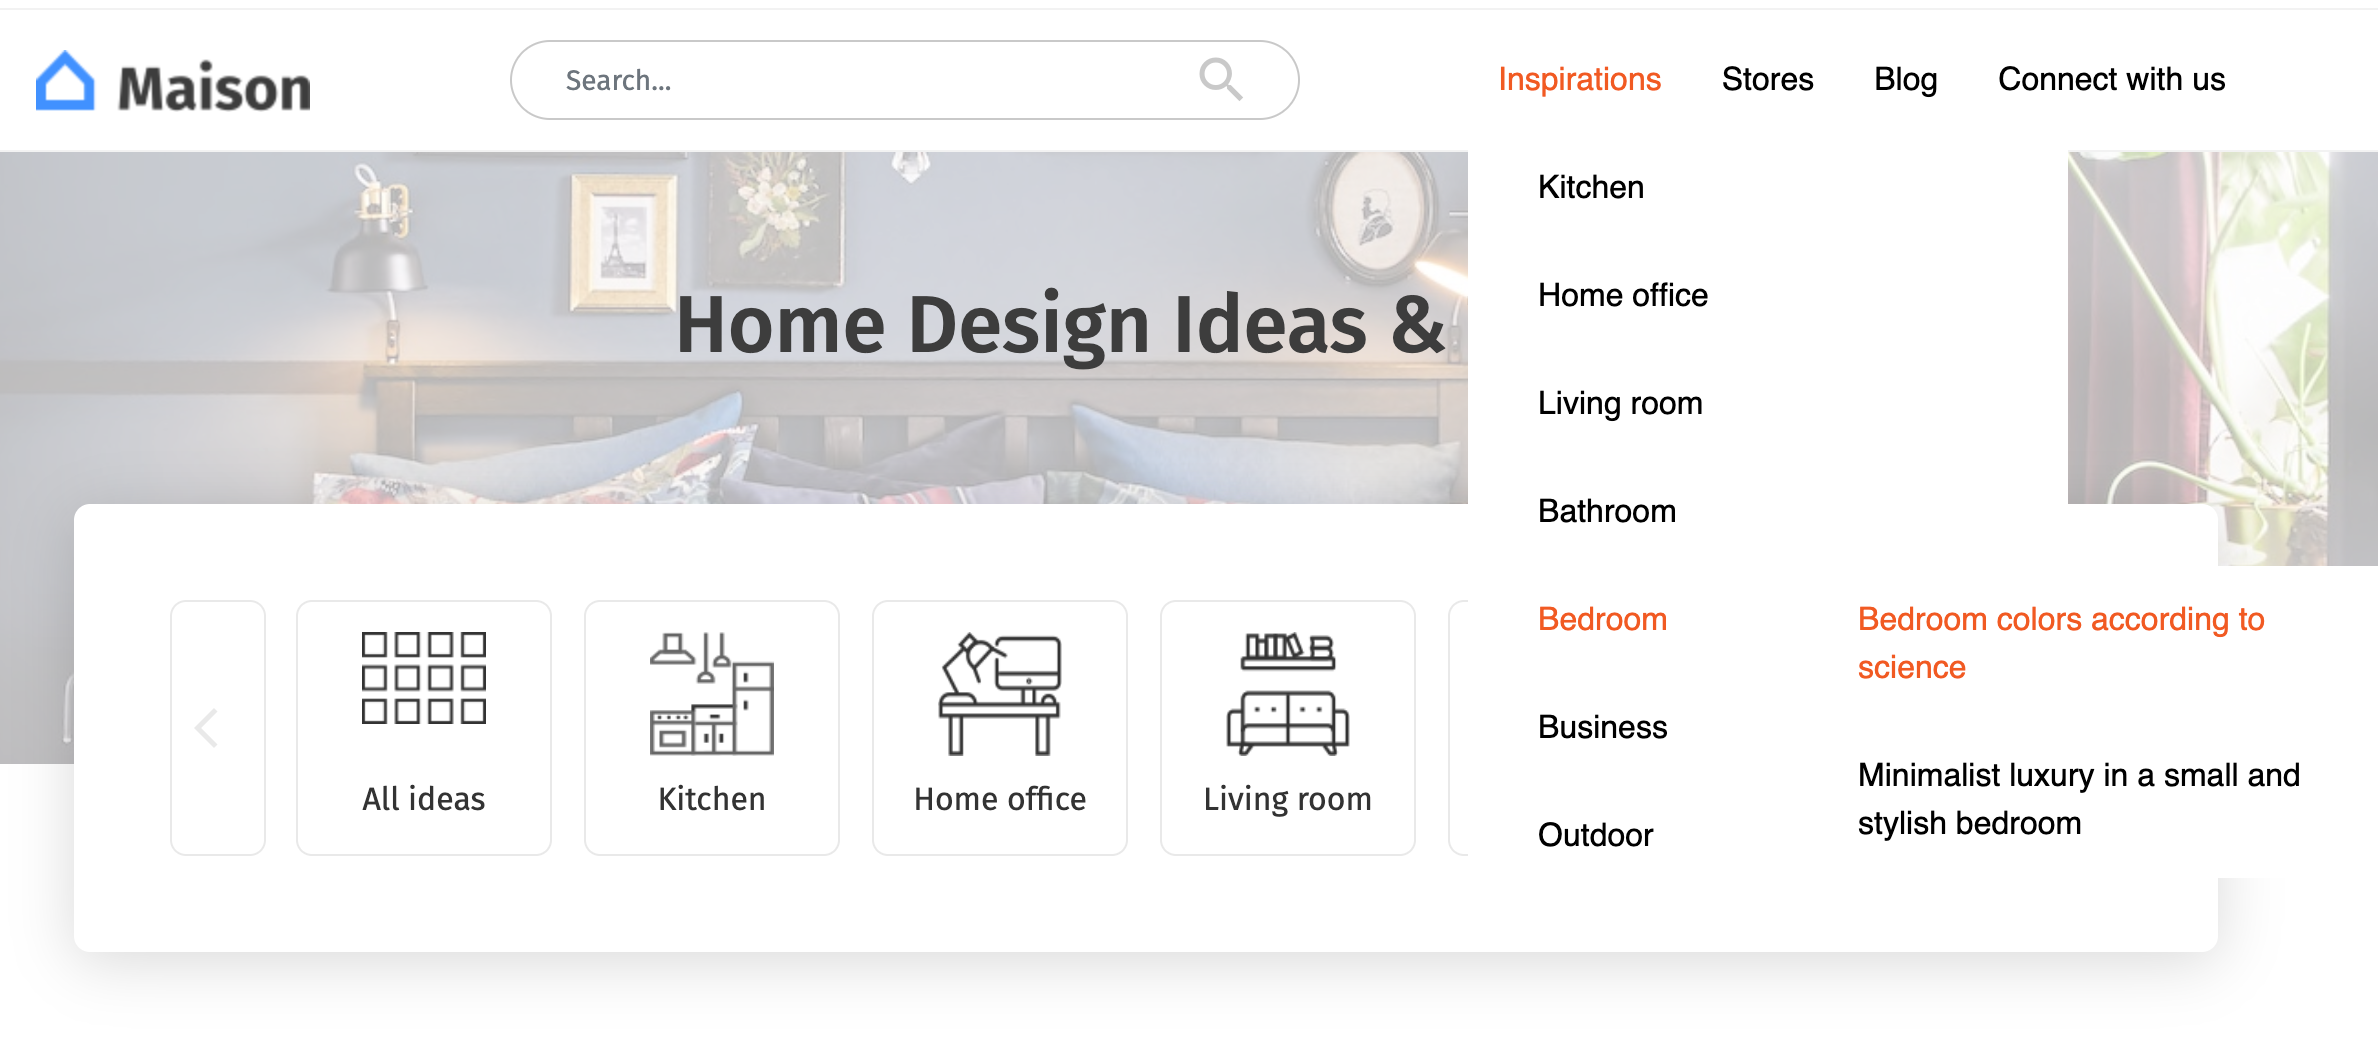 Maison
Search...
Inspirations
Stores
Blog
Connect with us
Kitchen
Home office
Living room
Bathroom
Bedroom
Business
Outdoor
Bedroom colors according to
science
Minimalist luxury in a small and
stylish bedroom
Home Design Ideas &
All ideas
Kitchen
Home office
Living room